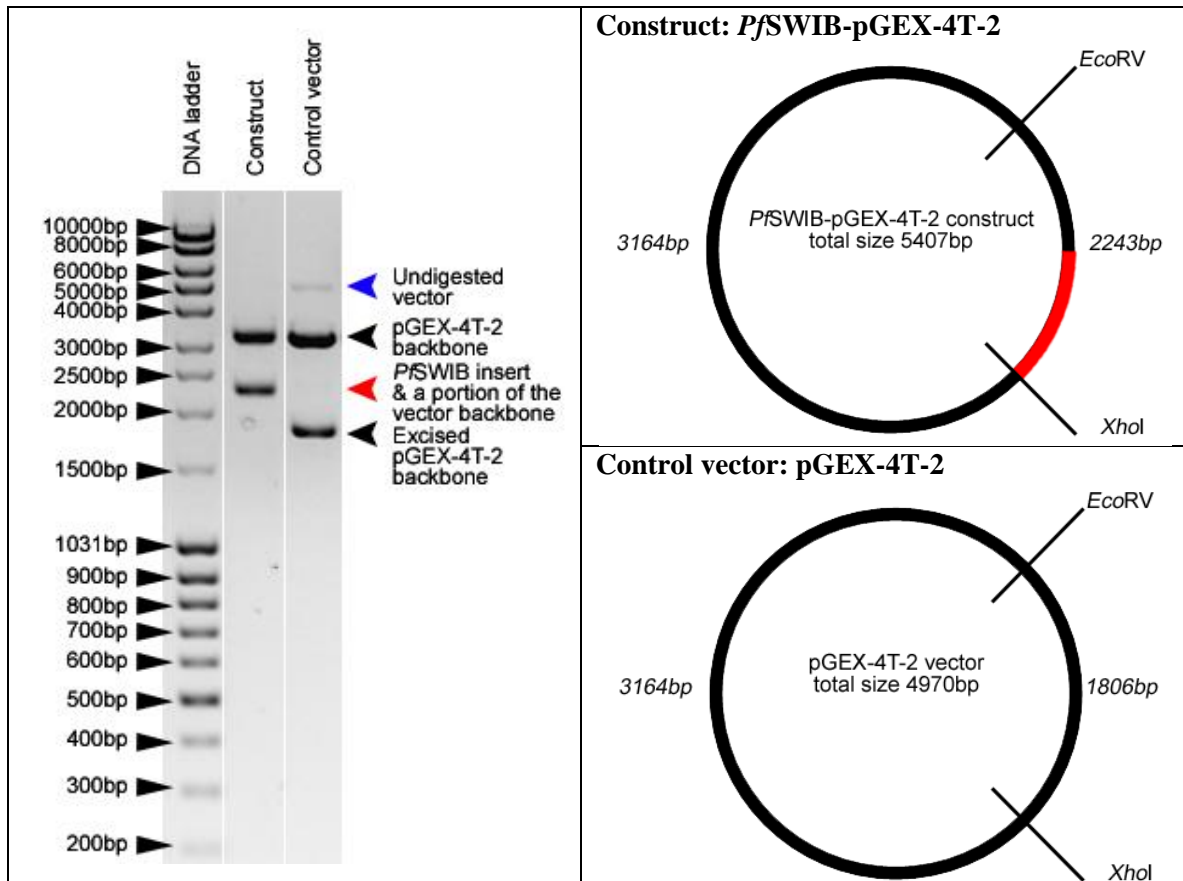 DNA ladder
Construct
Control vector
10000bp
8000bp
6000bp
5000bp
4000bp
3000bp
2500bp
2000bp
1500bp
1031bp
900bp
800bp
700bp
600bp
500bp
400bp
300bp
200bp
Undigested
vector
pGEX-4T-2
backbone
PfSWIB insert
& a portion of the
vector backbone
Excised
pGEX-4T-2
backbone
Construct: PfSWIB-pGEX-4T-2
EcoRV
PfSWIB-pGEX-4T-2 construct
total size 5407bp
3164bp
2243bp
XhoI
Control vector: pGEX-4T-2
EcoRV
pGEX-4T-2 vector
total size 4970bp
3164bp
1806bp
XhoI